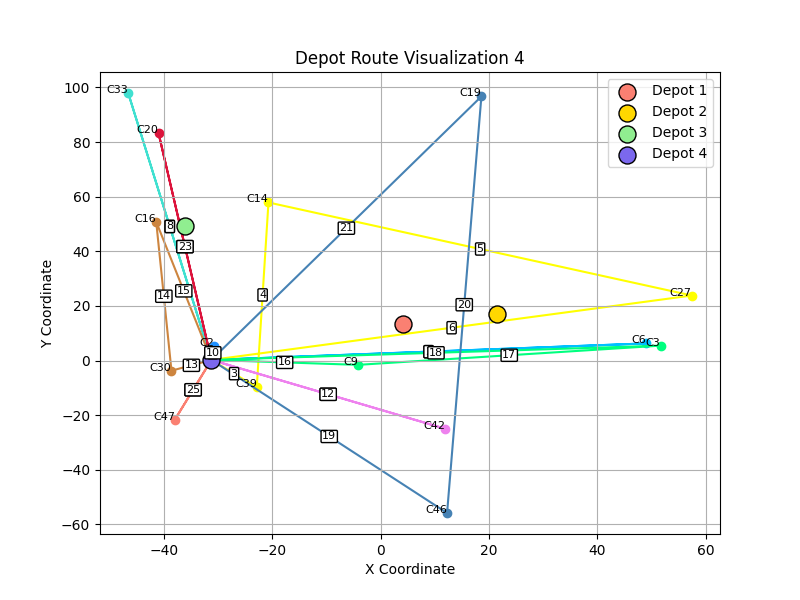 Depot Route Visualization 4
Depot 1
Depot 2
Depot 3
Depot 4
Y Coordinate
100
80
60
40
20
0
−20
−40
−60
C33
C19
C20
C14
C16
8
21
23
5
15
14
4
C27
20
6
C2
10
18
C6
C3
17
16
C9
13
C30
3
C39
25
12
C47
C42
19
C46
−40
−20
0
20
40
60
X Coordinate